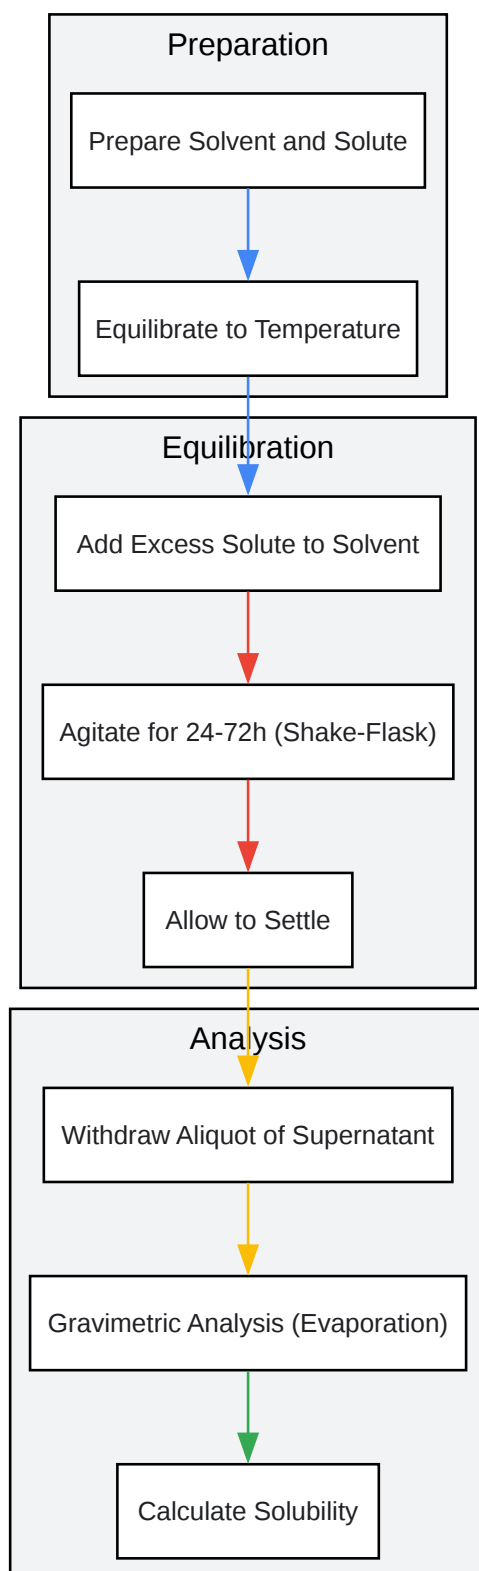 Preparation
Prepare Solvent and Solute
Equilibrate to Temperature
Equilibration
Add Excess Solute to Solvent
Agitate for 24-72h (Shake-Flask)
Allow to Settle
Analysis
Withdraw Aliquot of Supernatant
Gravimetric Analysis (Evaporation)
Calculate Solubility